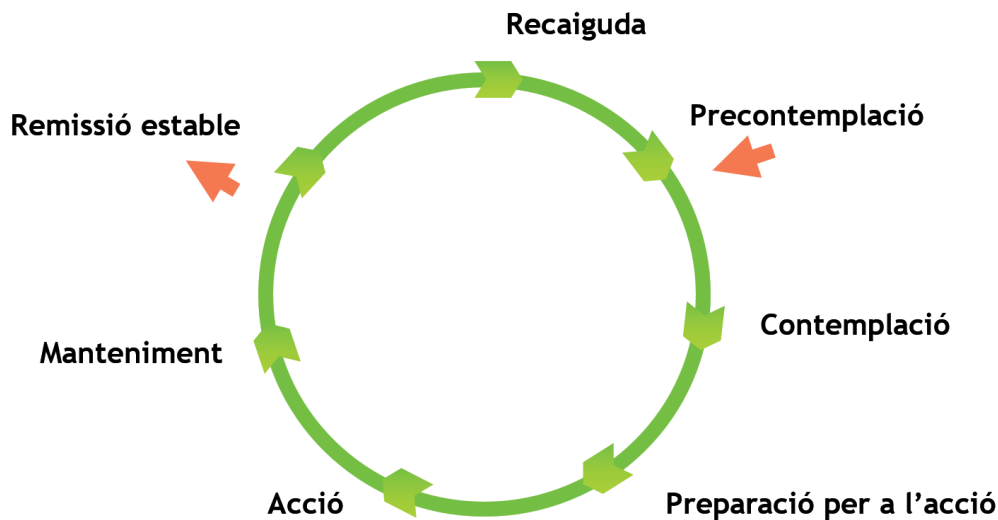 Recaiguda
Precontemplació
Contemplació
Preparació per a l’acció
Acció
Manteniment
Remissió estable